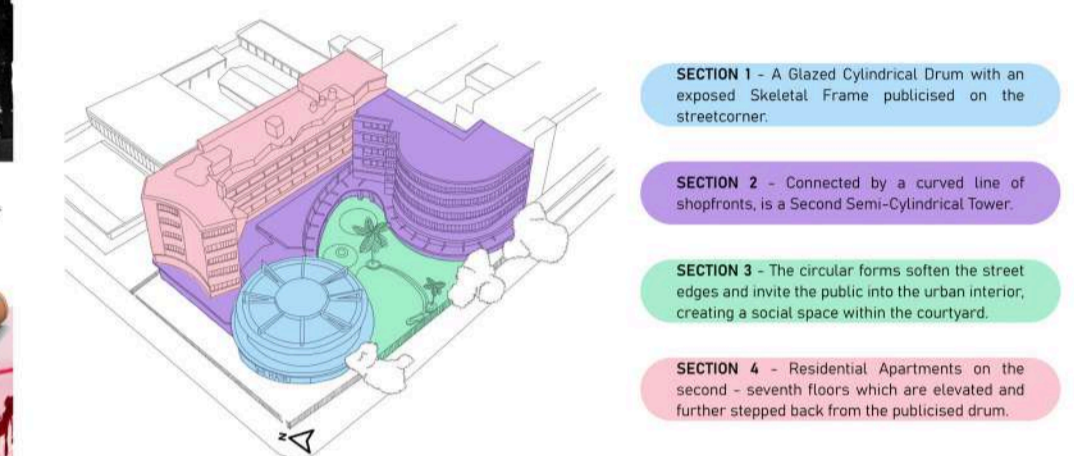 SECTION 1 - A Glazed Cylindrical Drum with an
exposed Skeletal Frame publicised on the
streetcorner.
SECTION 2 - Connected by a curved line of
shopfronts, is a Second Semi-Cylindrical Tower.
SECTION 3 - The circular forms soften the street
edges and invite the public into the urban interior,
creating a social space within the courtyard.
SECTION 4 - Residential Apartments on the
second - seventh floors which are elevated and
further stepped back from the publicised drum.
N